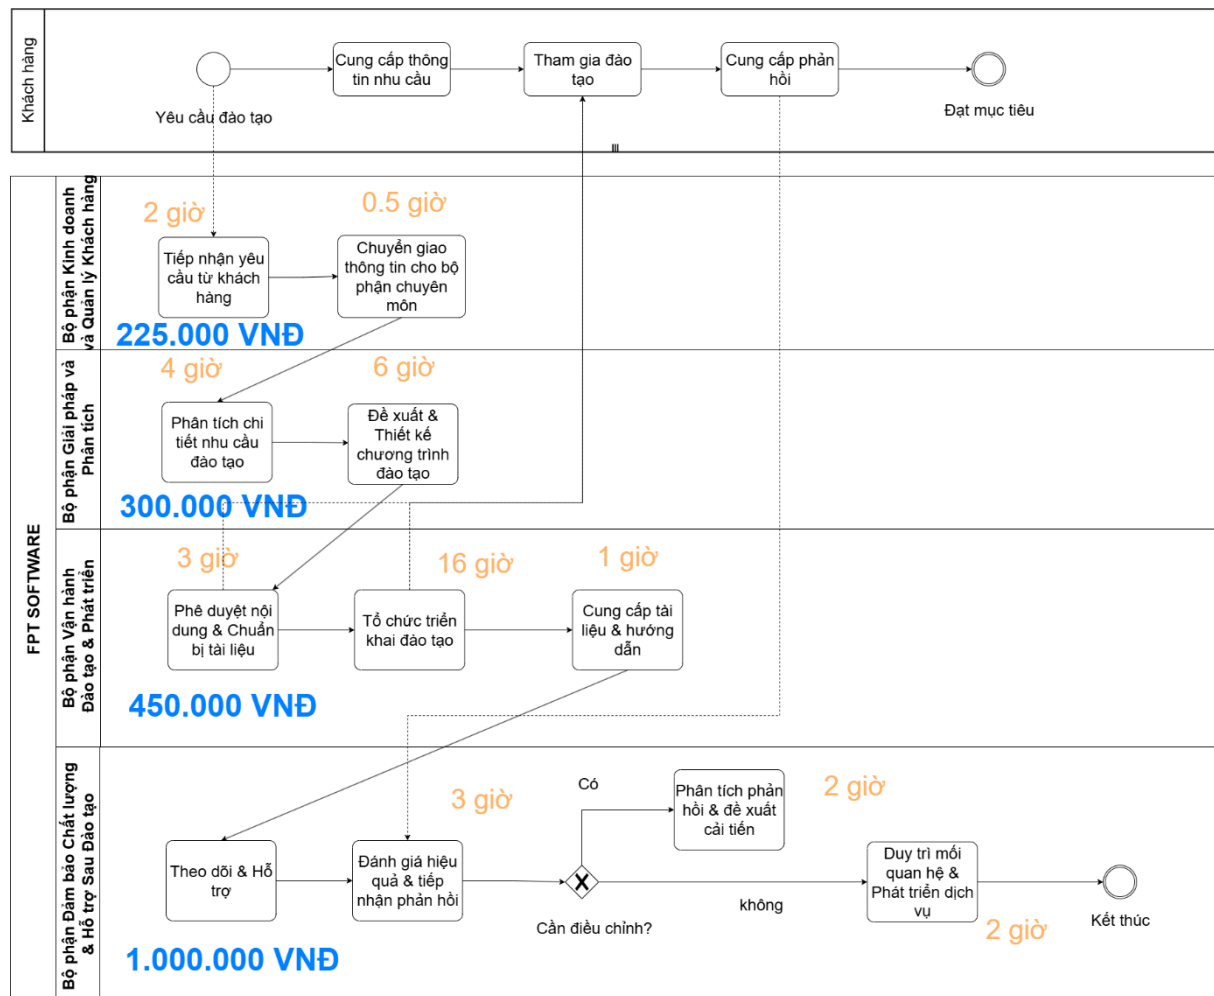 Khách hàng
Yêu cầu đào tạo
Cung cấp thông
tin nhu cầu
Tham gia đào
tạo
Cung cấp phản
hồi
Đạt mục tiêu
FPT SOFTWARE
Bộ phận Kinh doanh
và Quản lý Khách hàng
2 giờ
0.5 giờ
Tiếp nhận yêu
cầu từ khách
hàng
Chuyển giao
thông tin cho bộ
phận chuyên
môn
225.000 VNĐ
Bộ phận Giải pháp và
Phân tích
4 giờ
6 giờ
Phân tích chi
tiết nhu cầu
đào tạo
Đề xuất &
Thiết kế
chương trình
đào tạo
300.000 VNĐ
Bộ phận Vận hành
Đào tạo & Phát triển
3 giờ
16 giờ
1 giờ
Phê duyệt nội
dung & Chuẩn
bị tài liệu
Tổ chức triển
khai đào tạo
Cung cấp tài
liệu & hướng
dẫn
450.000 VNĐ
Bộ phận Đảm bảo Chất lượng
& Hỗ trợ Sau Đào tạo
3 giờ
Có
Phân tích phản
hồi & đề xuất
cải tiến
2 giờ
Theo dõi & Hỗ
trợ
Đánh giá hiệu
quả & tiếp
nhận phản hồi
Cần điều chỉnh?
không
Duy trì mối
quan hệ &
Phát triển dịch
vụ
2 giờ
Kết thúc
1.000.000 VNĐ